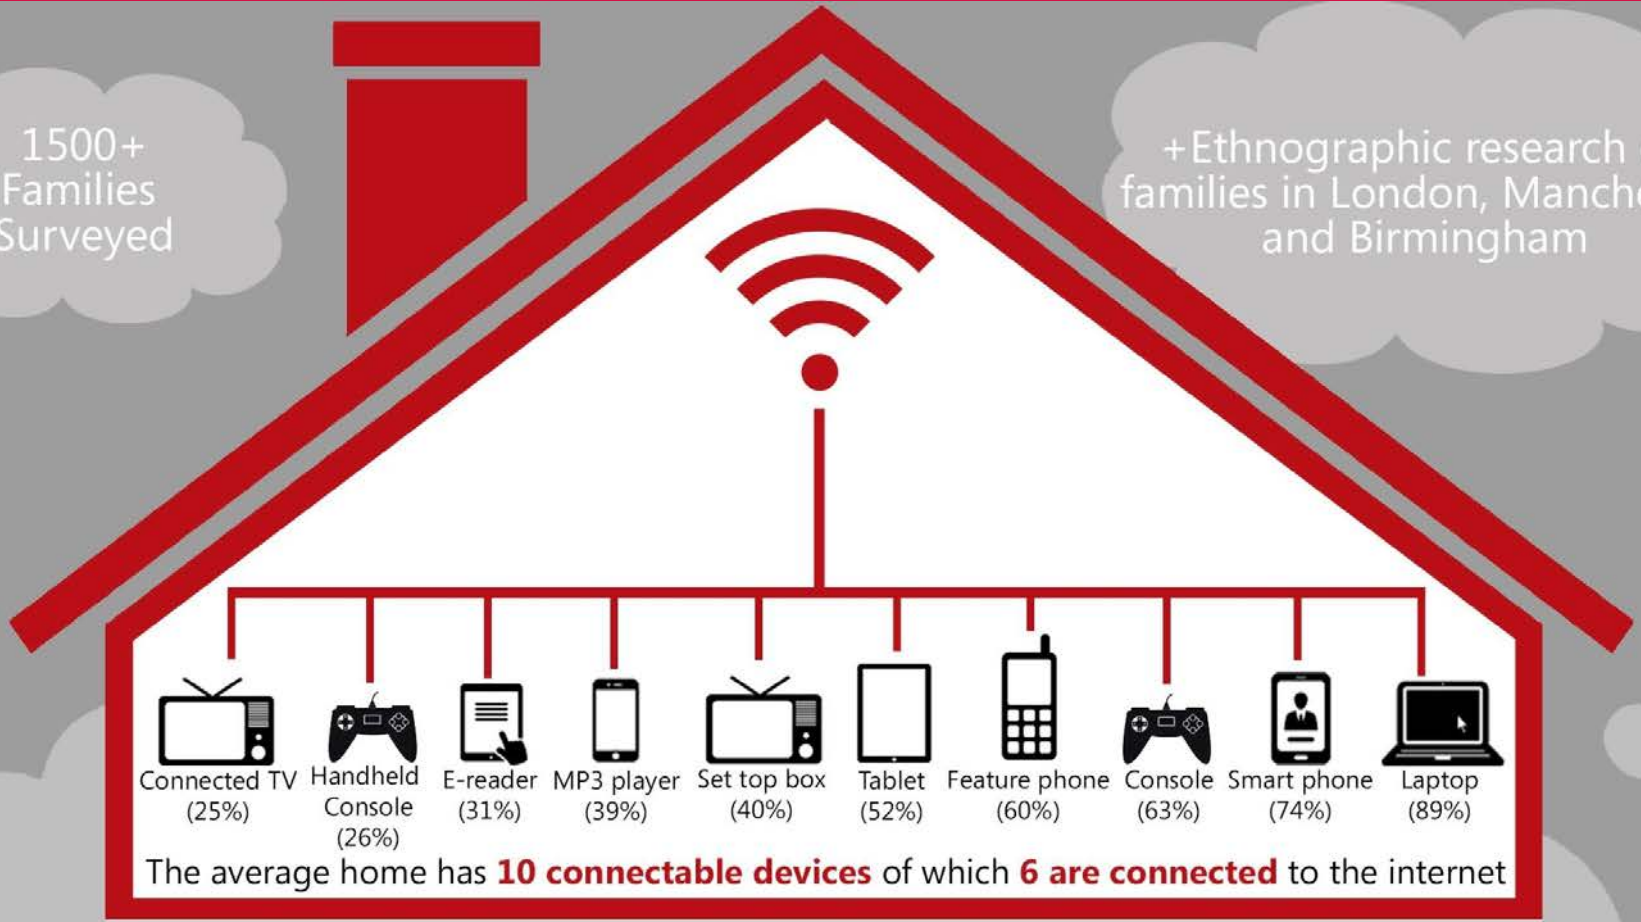 1500+
Families
Surveyed
+Ethnographic research
families in London,
and Birmingham
Connected TV
(25%)
Handheld
Console
(26%)
E-reader
(31%)
MP3 player
(39%)
Set top box
(40%)
Tablet
(52%)
Feature phone
(60%)
Console
(63%)
Smart phone
(74%)
Laptop
(89%)
The average home has 10 connectable devices of which 6 are connected to the internet